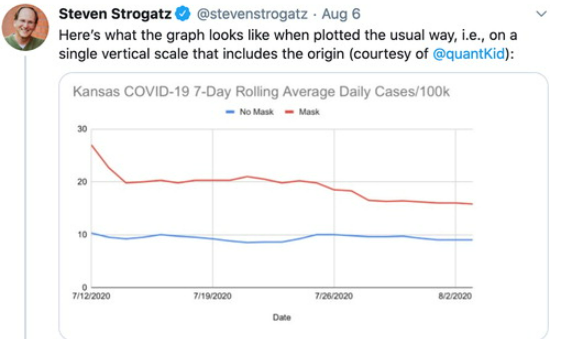 Steven Strogatz @stevenstrogatz · Aug 6
Here's what the graph looks like when plotted the usual way, i.e., on a
single vertical scale that includes the origin (courtesy of @quantKid):
Kansas COVID-19 7-Day Rolling Average Daily Cases/100k
No Mask Mask
30
20
10
0
7/12/2020 7/19/2020 7/26/2020 8/2/2020
Date